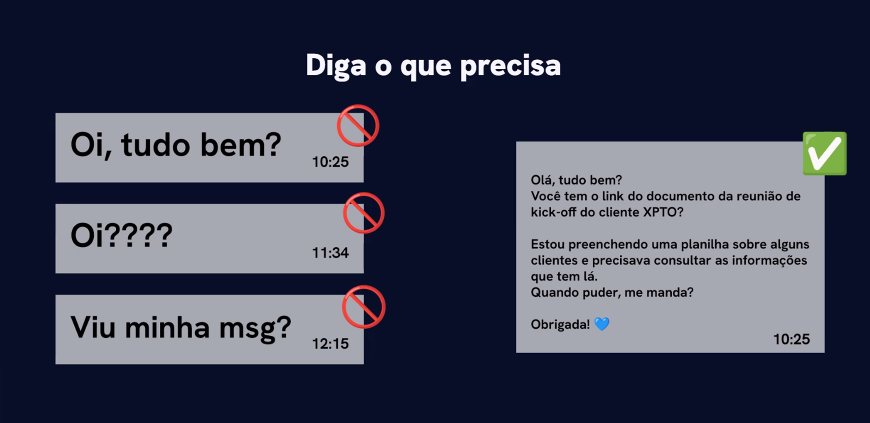 Diga o que precisa
Oi, tudo bem?
10:25
Oi????
11:34
Viu minha msg?
12:15
Olá, tudo bem?
Você tem o link do documento da reunião de
kick-off do cliente XPTO?
Estou preenchendo uma planilha sobre alguns
clientes e precisava consultar as informações
que tem lá.
Quando puder, me manda?
Obrigada! 💙
10:25